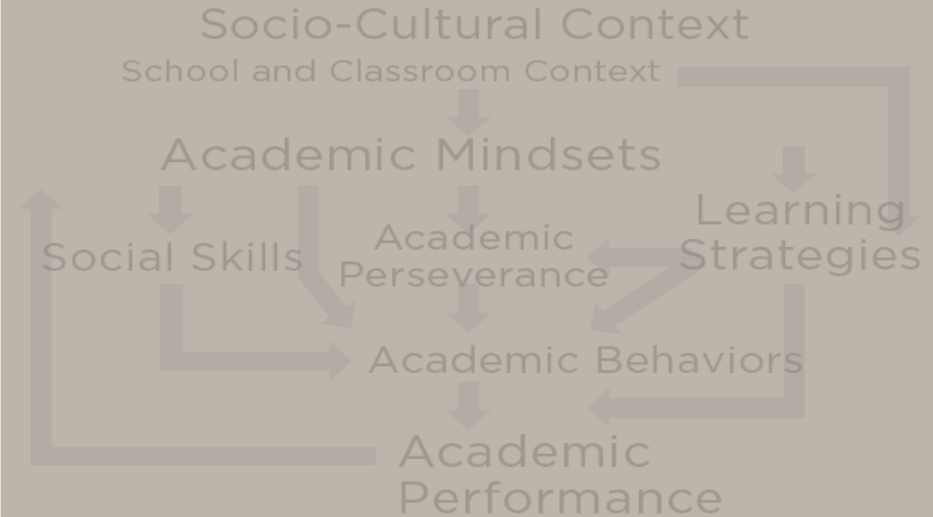 Socio-Cultural Context
School and Classroom Context
Academic Mindsets
Learning
Strategies
Social Skills
Academic
Perseverance
Academic Behaviors
Academic
Performance